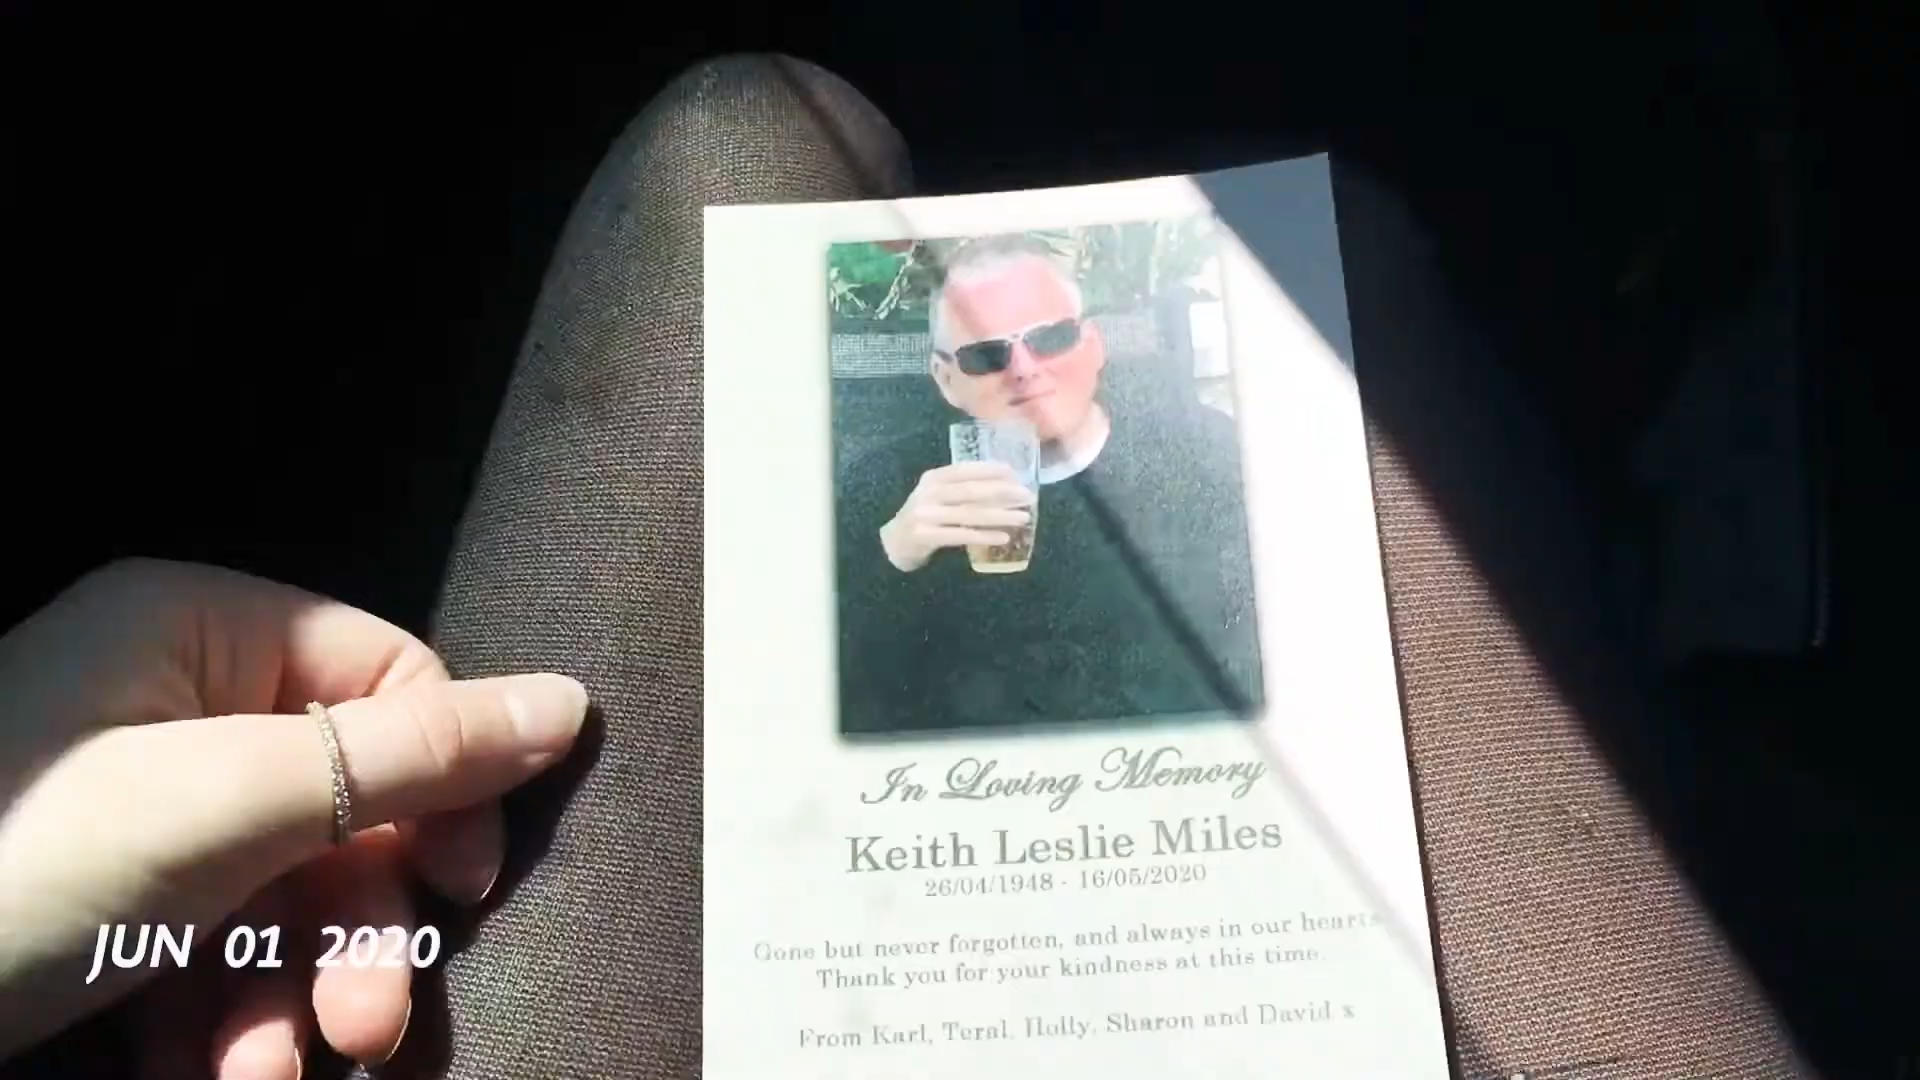 In Loving Memory
Keith Leslie Miles
26/04/1948 - 16/05/2020
Gone but never forgotten, and always in our hearts
Thank you for your kindness at this time.
From Karl, Teral, Holly, Sharon and David x
JUN 01 2020